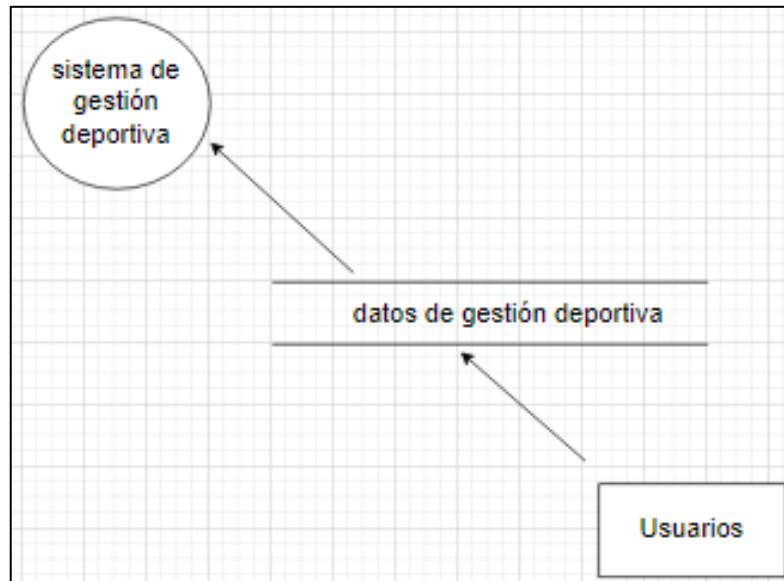 sistema de
gestión
deportiva
datos de gestión deportiva
Usuarios